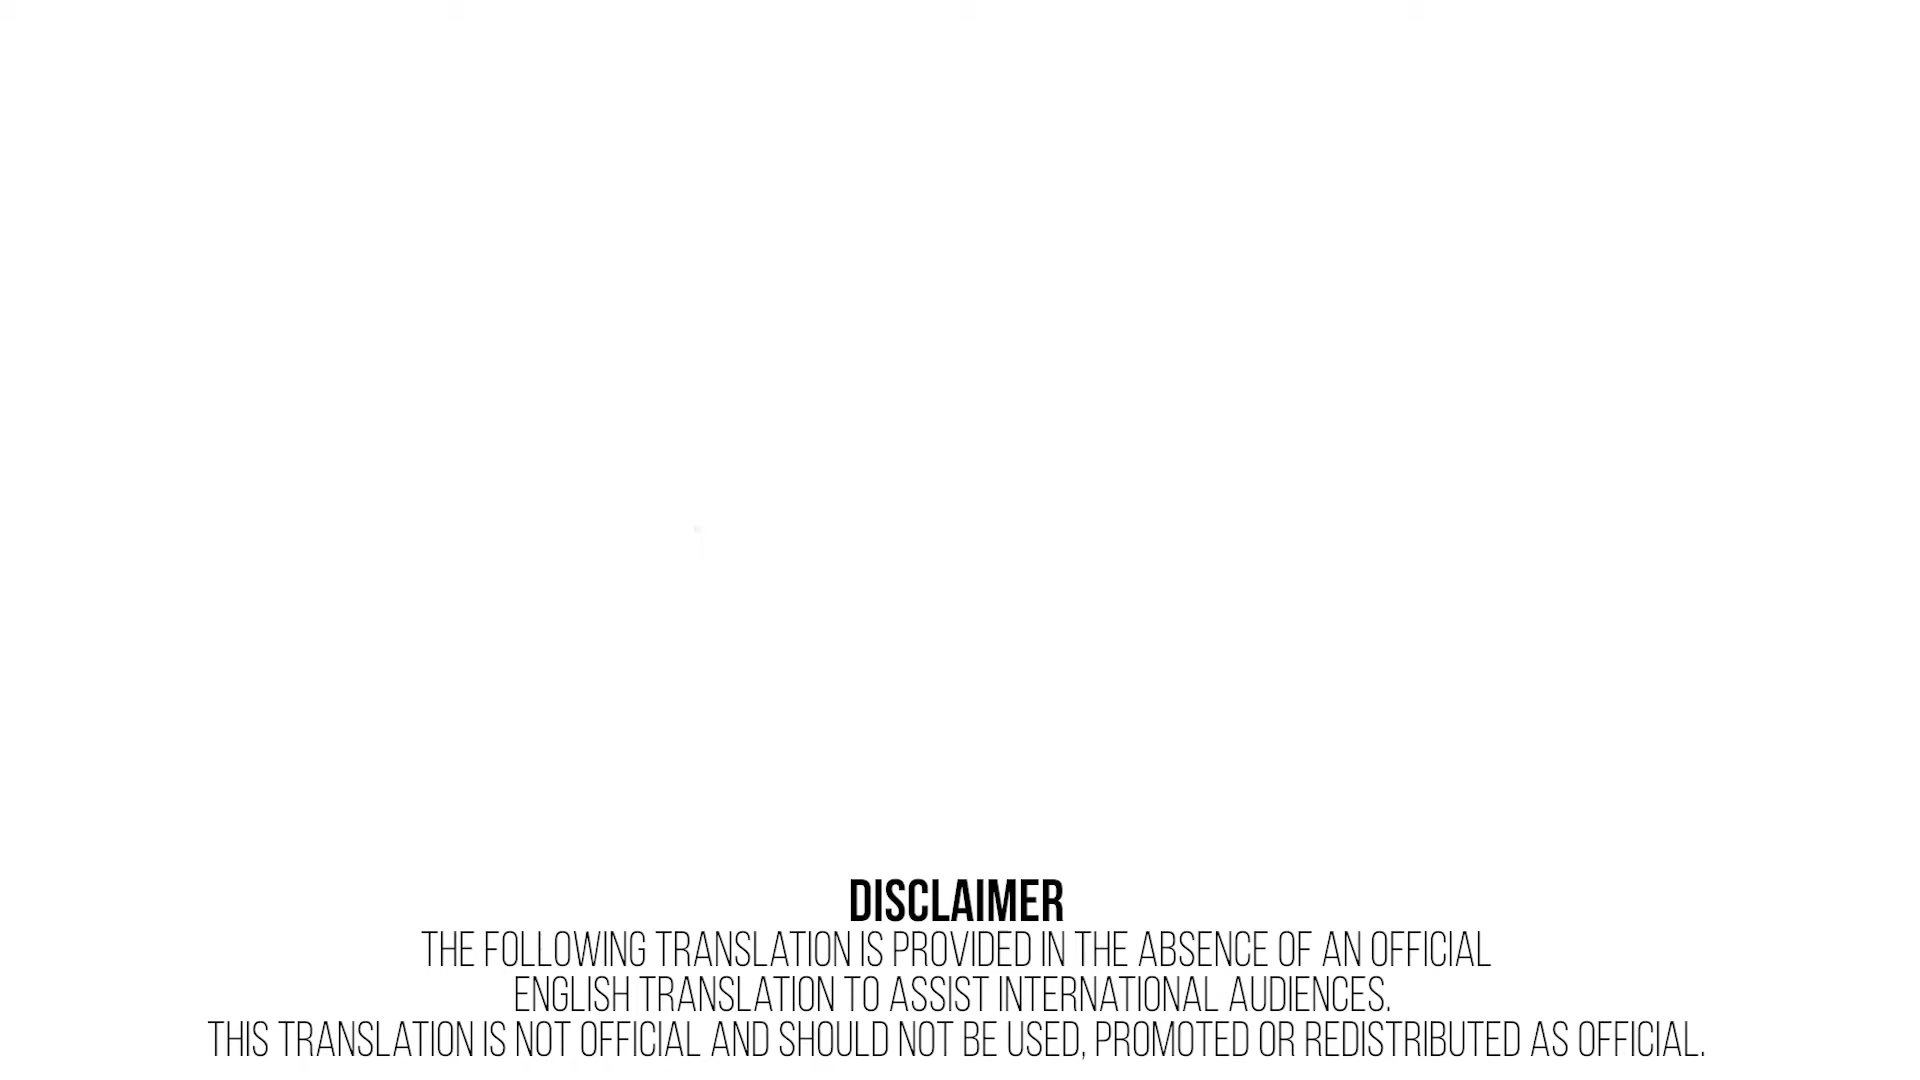 DISCLAIMER
THE FOLLOWING TRANSLATION IS PROVIDED IN THE ABSENCE OF AN OFFICIAL
ENGLISH TRANSLATION TO ASSIST INTERNATIONAL AUDIENCES.
THIS TRANSLATION IS NOT OFFICIAL AND SHOULD NOT BE USED, PROMOTED OR REDISTRIBUTED AS OFFICIAL.